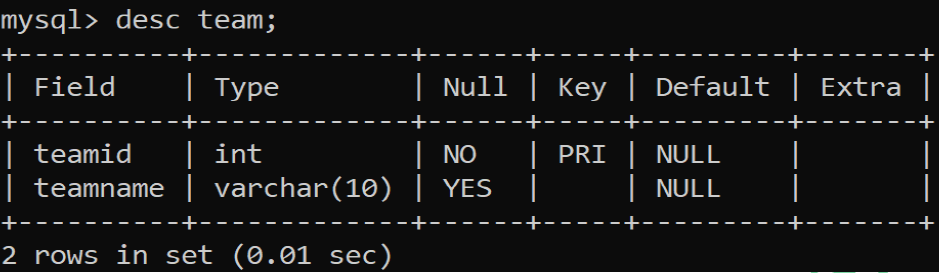 mysql> desc team;
+----------+-------------+------+-----+---------+-------+
| Field    | Type        | Null | Key | Default | Extra |
+----------+-------------+------+-----+---------+-------+
| teamid   | int         | NO   | PRI | NULL    |       |
| teamname | varchar(10) | YES  |     | NULL    |       |
+----------+-------------+------+-----+---------+-------+
2 rows in set (0.01 sec)